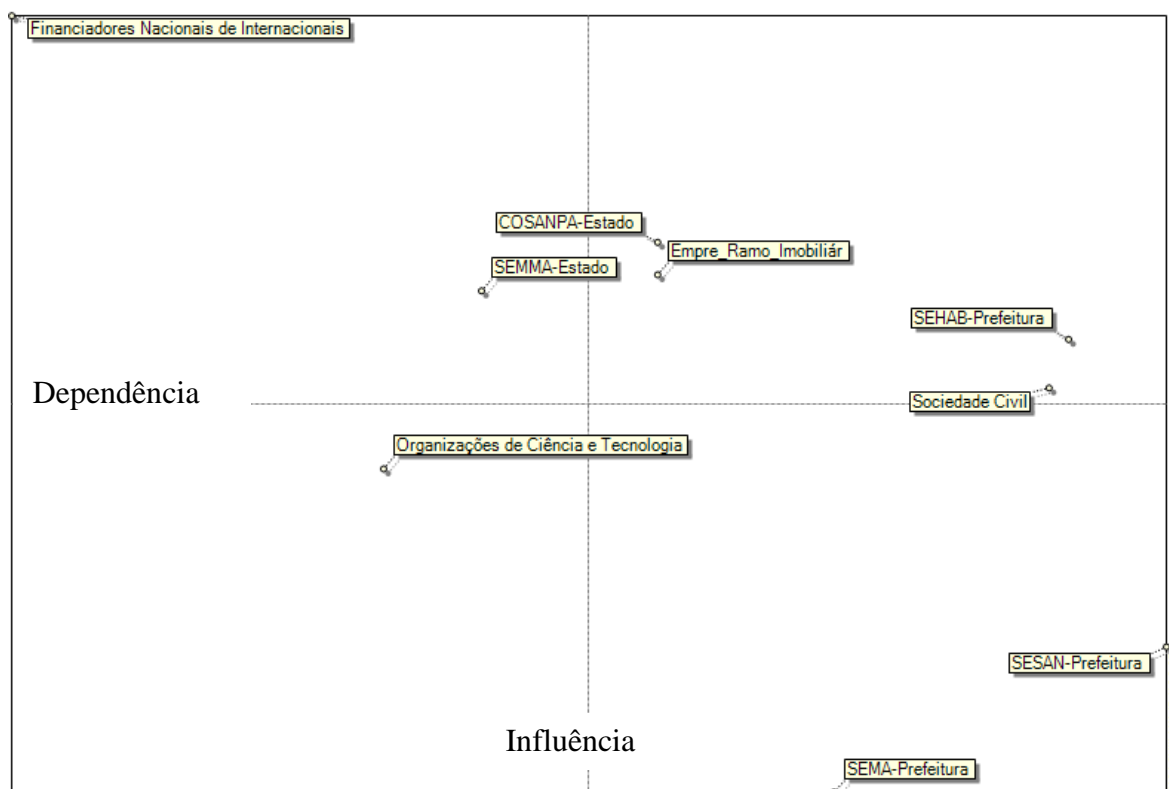 Financiadores Nacionais de Internacionais
COSANPA-Estado
Empre_Ramo_Imobiliár
SEMMA-Estado
SEHAB-Prefeitura
Dependência
Sociedade Civil
Organizações de Ciência e Tecnologia
SESAN-Prefeitura
Influência
SEMA-Prefeitura